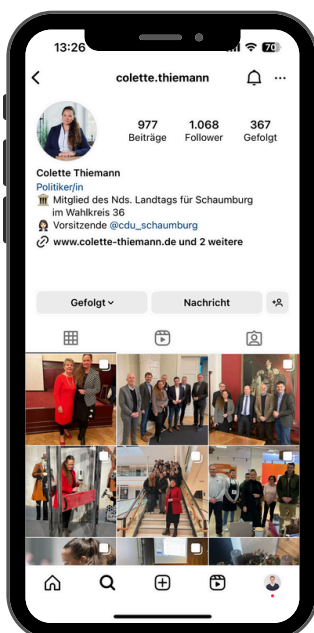 13:26
70
colette.thiemann
977 1.068 367
Beiträge Follower Gefolgt
Colette Thiemann
Politiker/in
Mitglied des Nds. Landtags für Schaumburg
im Wahlkreis 36
Vorsitzende @cdu_schaumburg
www.colette-thiemann.de und 2 weitere
Gefolgt Nachricht